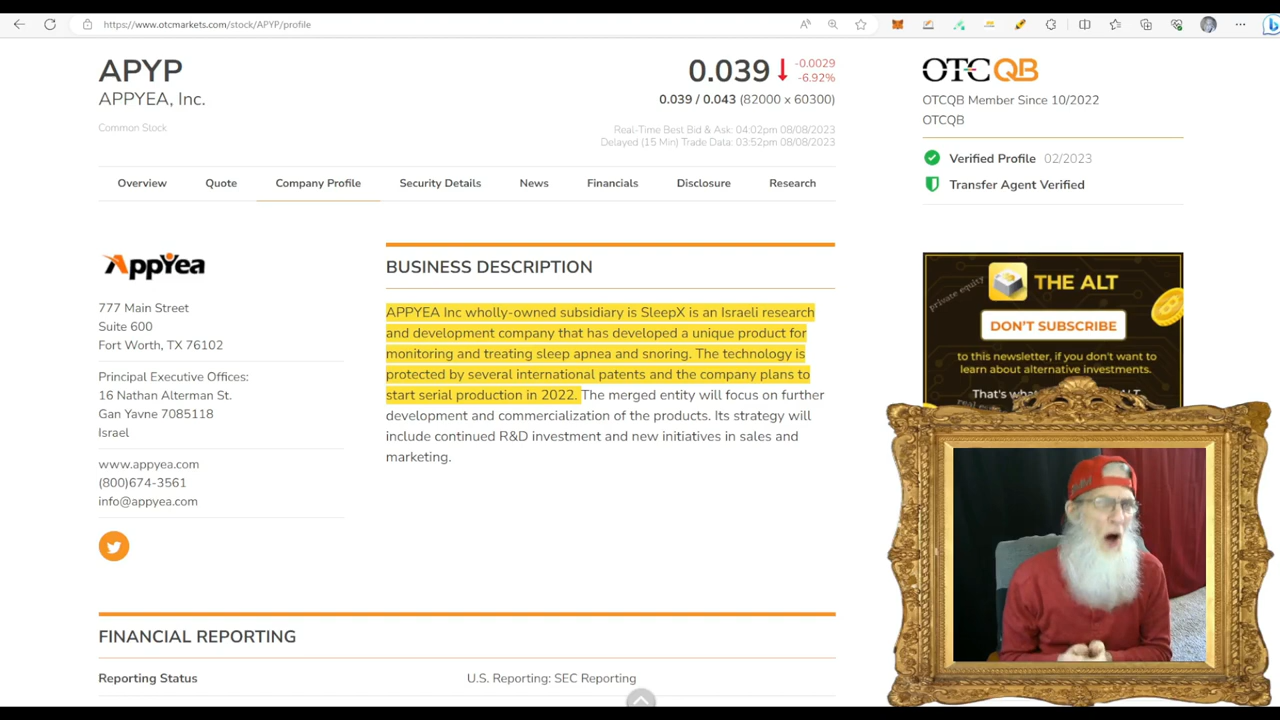 https://www.otcmarkets.com/stock/APYP/profile
APYP
APPYEA, Inc.
Common Stock
0.039
-0.0029
-6.92%
0.039 / 0.043 (82000 x 60300)
Real-Time Best Bid & Ask: 04:02pm 08/08/2023
Delayed (15 Min) Trade Data: 03:52pm 08/08/2023
OTCQB
OTCQB Member Since 10/2022
OTCQB
Verified Profile 02/2023
Transfer Agent Verified
Overview Quote Company Profile Security Details News Financials Disclosure Research
AppYea
777 Main Street
Suite 600
Fort Worth, TX 76102
Principal Executive Offices:
16 Nathan Alterman St.
Gan Yavne 7085118
Israel
www.appyea.com
(800)674-3561
info@appyea.com
BUSINESS DESCRIPTION
APPYEA Inc wholly-owned subsidiary is SleepX is an Israeli research
and development company that has developed a unique product for
monitoring and treating sleep apnea and snoring. The technology is
protected by several international patents and the company plans to
start serial production in 2022. The merged entity will focus on further
development and commercialization of the products. Its strategy will
include continued R&D investment and new initiatives in sales and
marketing.
private equity
THE ALT
DON'T SUBSCRIBE
to this newsletter, if you don't want to
learn about alternative investments.
That's
FINANCIAL REPORTING
Reporting Status U.S. Reporting: SEC Reporting